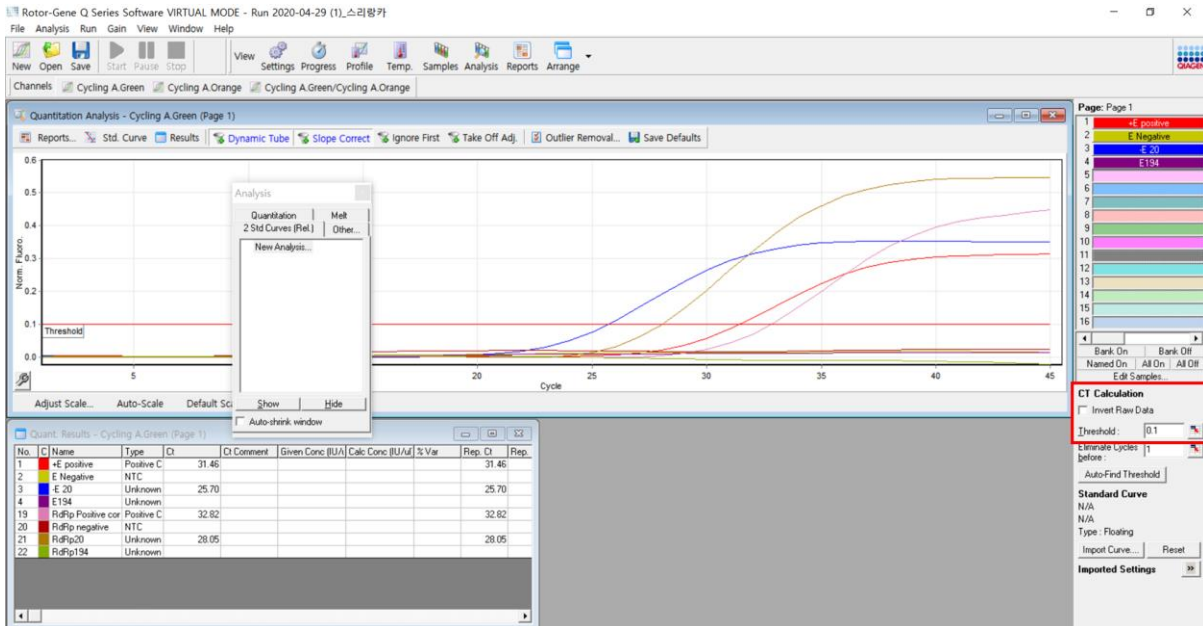 Rotor-Gene Q Series Software VIRTUAL MODE - Run 2020-04-29 (1)_스리랑카
File Analysis Run Gain View Window Help
New Open Save Start Pause Stop View Settings Progress Profile Temp. Samples Analysis Reports Arrange
QIAGEN
Channels Cycling A.Green Cycling A.Orange Cycling A.Green/Cycling A.Orange
Quantitation Analysis - Cycling A.Green (Page 1)
Reports... Std. Curve Results Dynamic Tube Slope Correct Ignore First Take Off Adj. Outlier Removal... Save Defaults
0.6
0.5
0.4
0.3
0.2
0.1
0.0
Norm. Fluoro.
Threshold
5 20 25 30 35 40 45
Cycle
Adjust Scale... Auto-Scale Default
Analysis
Quantitation Melt
2 Std Curves (Rel.) Other...
New Analysis...
Show Hide
Auto-shrink window
Quant. Results - Cycling A.Green (Page 1)
No. C Name Type Ct Ct Comment Given Conc (IU/ Calc Conc (IU/ul % Var Rep. Ct Rep.
1 +E positive Positive C 31.46 31.46
2 E Negative NTC
3 -E 20 Unknown 25.70 25.70
4 E194 Unknown
19 RdRp Positive cor Positive C 32.82 32.82
20 RdRp negative NTC
21 RdRp20 Unknown 28.05 28.05
22 RdRp194 Unknown
Page: Page 1
1 +E positive
2 E Negative
3 -E 20
4 E194
5
6
7
8
9
10
11
12
13
14
15
16
Bank On Bank Off
Named On All On All Off
Edit Samples...
CT Calculation
Invert Raw Data
Threshold : 0.1
Eliminate Cycles before : 1
Auto-Find Threshold
Standard Curve
N/A
N/A
Type : Floating
Import Curve.... Reset
Imported Settings